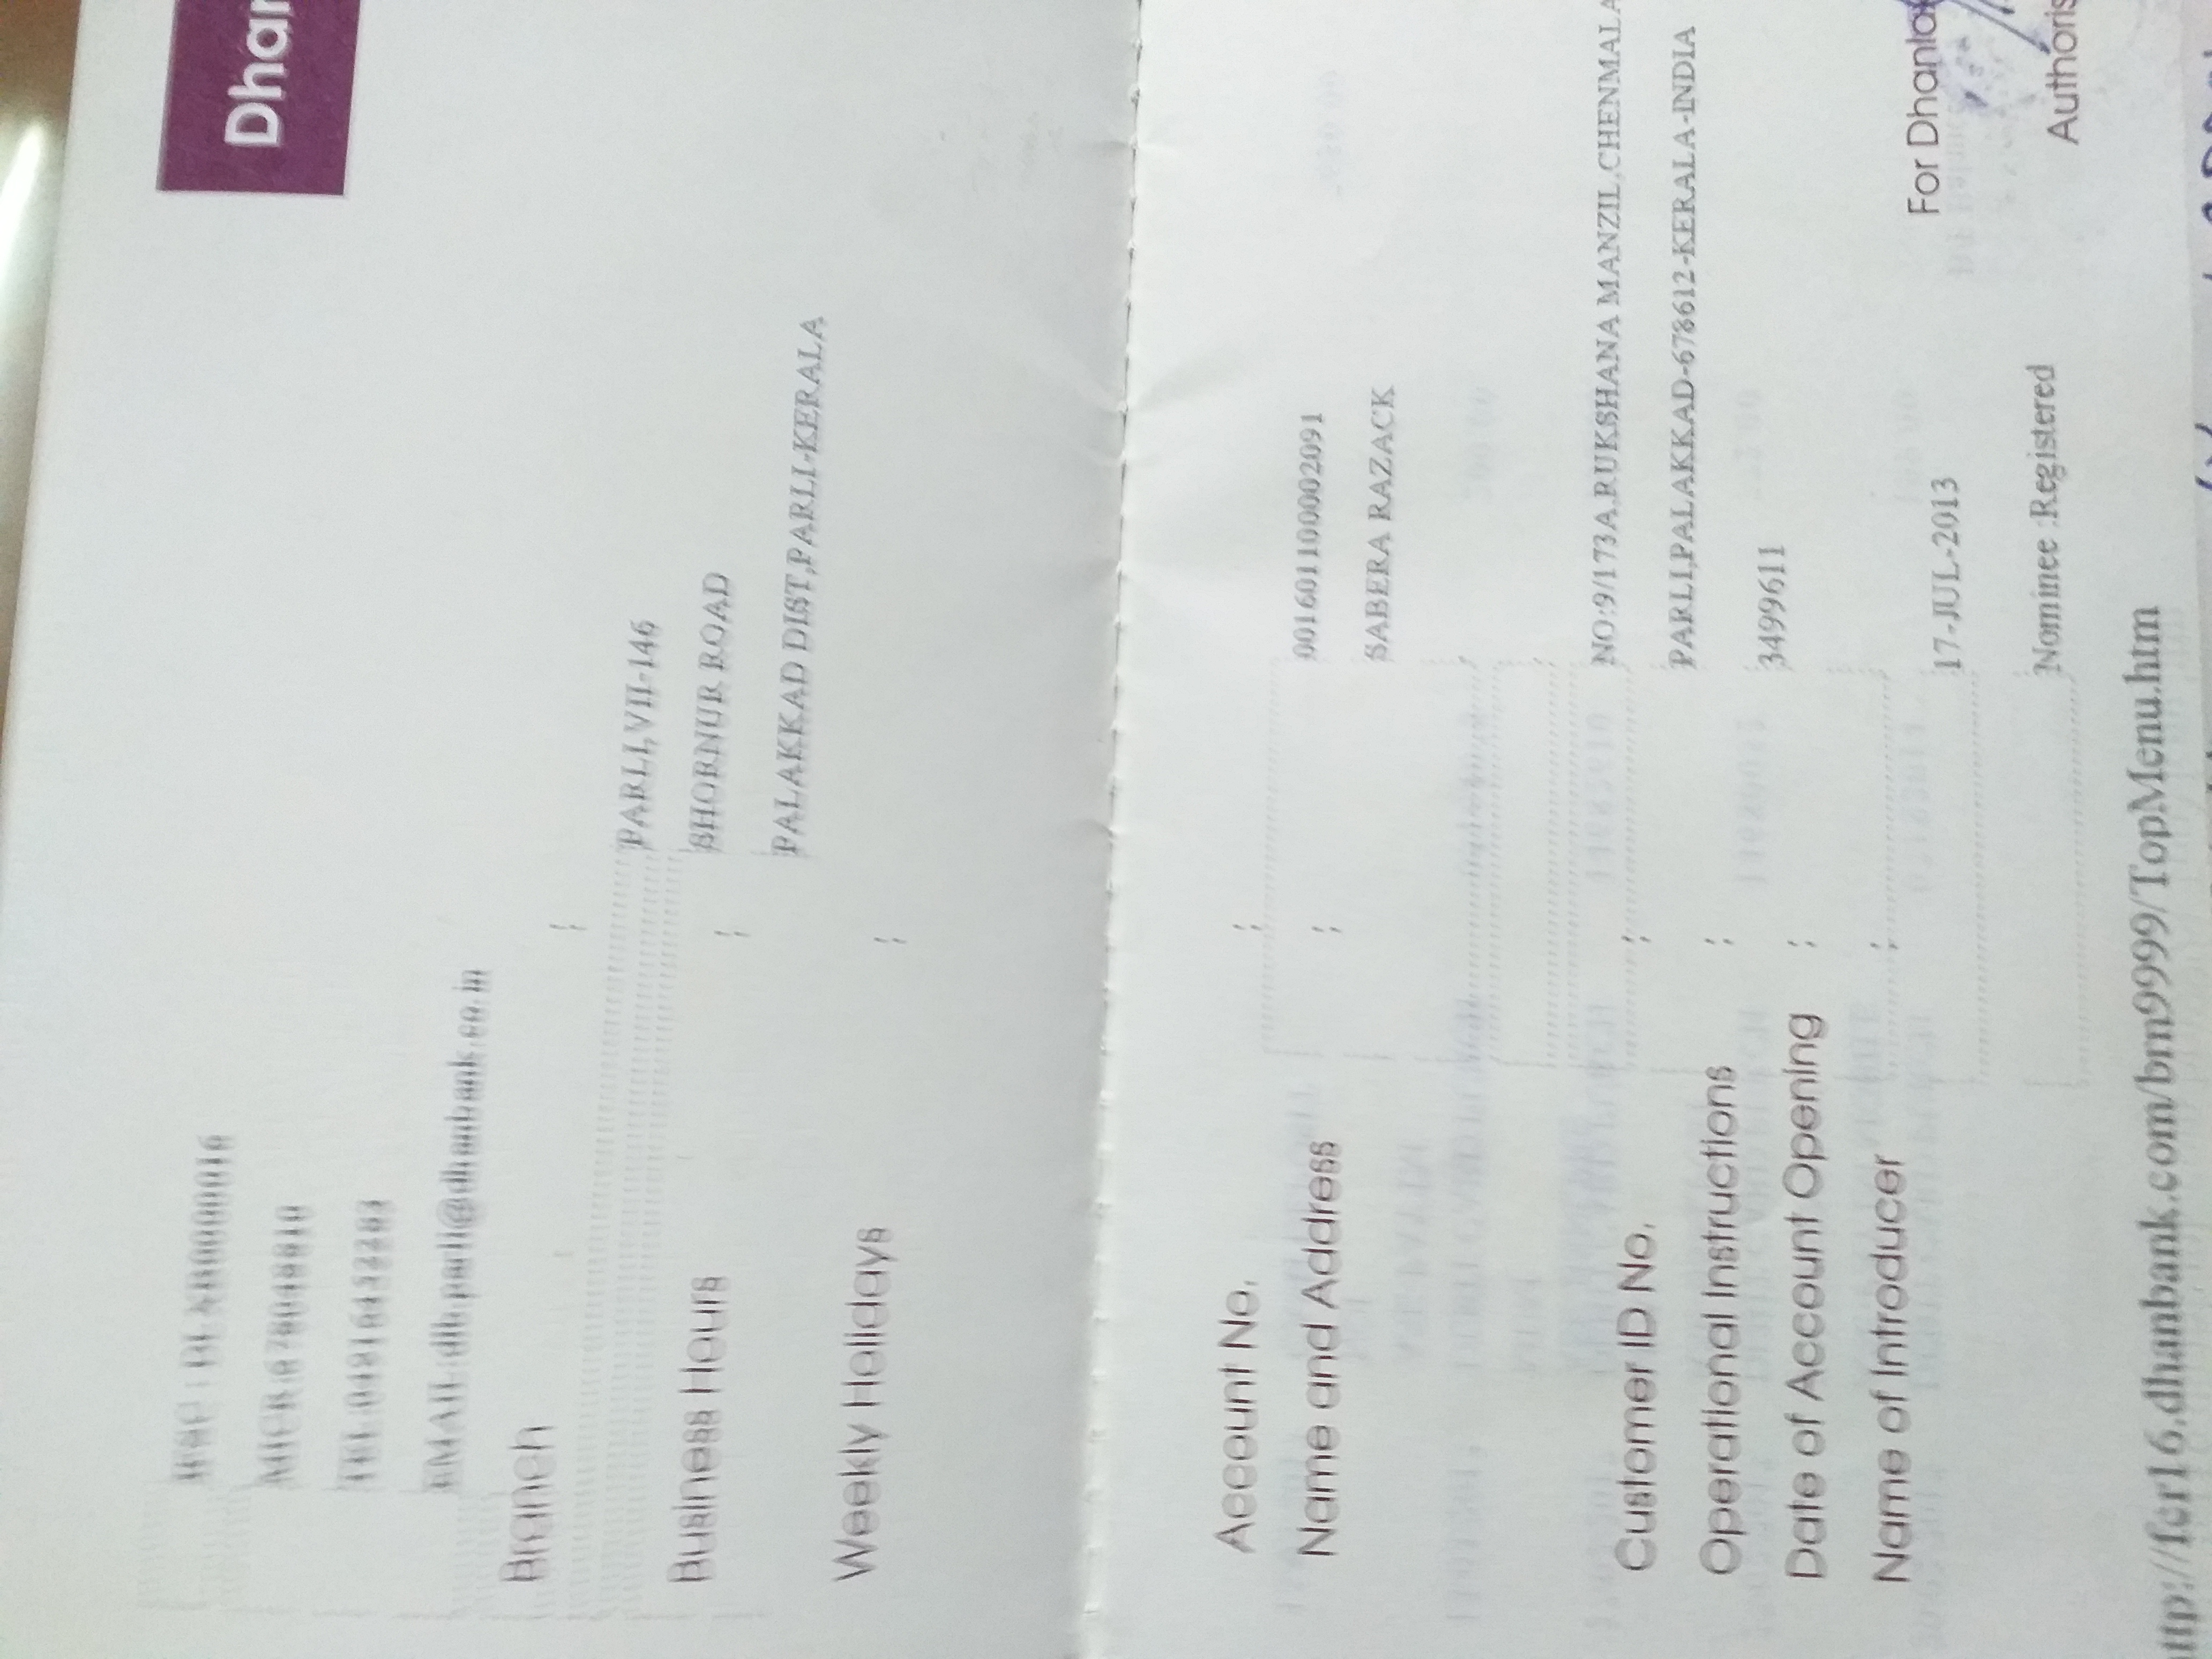 IFSC : DLXB0000016
Dhan
MICR:678048810
TEL:04916452283
EMAIL:dlb.parli@dhanbank.co.in
Branch :
PARLI,VII-146
Business Hours :
SHORNUR ROAD
PALAKKAD DIST,PARLI-KERALA
Weekly Holidays :
Account No. :
001601100002091
Name and Address :
SABERA RAZACK
NO:9/173A,RUKSHANA MANZIL,CHENMALA
Customer ID No. :
PARLI,PALAKKAD-678612-KERALA-INDIA
Operational Instructions :
3499611
Date of Account Opening :
Name of Introducer :
For Dhanla
17-JUL-2013
Nominee :Registered
Authoris
ttp://fcr16.dhanbank.com/brn9999/TopMenu.htm